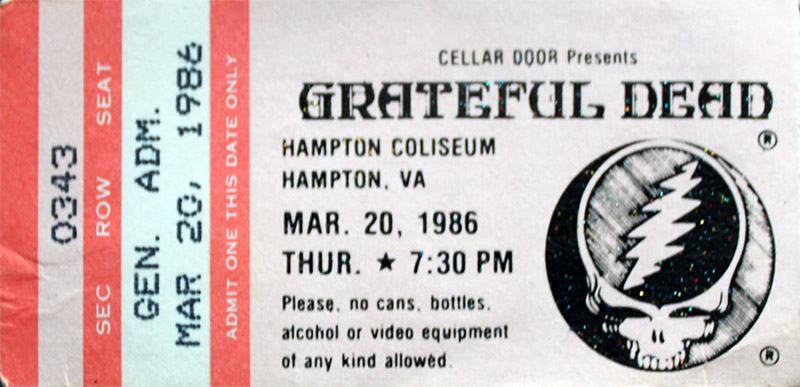 0343
SEC ROW SEAT
GEN. ADM.
MAR 20, 1986
ADMIT ONE THIS DATE ONLY
CELLAR DOOR Presents
GRATEFUL DEAD
®
HAMPTON COLISEUM
HAMPTON, VA
MAR. 20, 1986
THUR. ★ 7:30 PM
Please, no cans, bottles,
alcohol or video equipment
of any kind allowed.
®